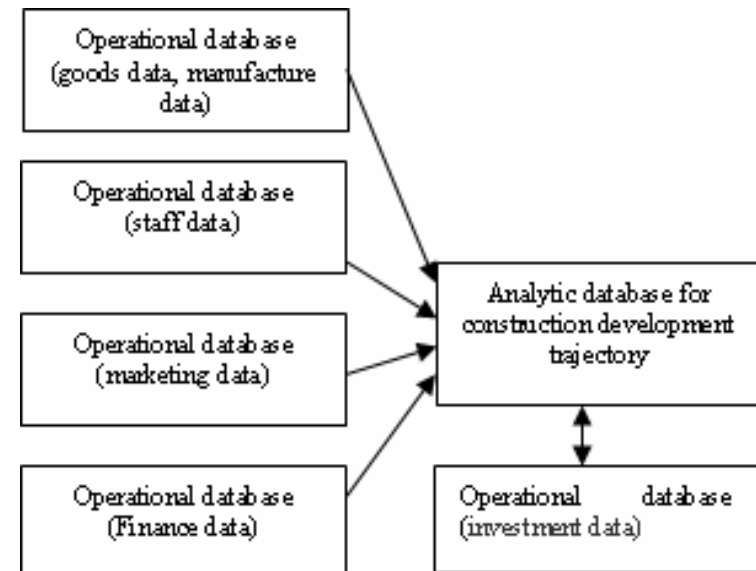 Operational database
(goods data, manufacture
data)
Operational database
(staff data)
Operational database
(marketing data)
Operational database
(Finance data)
Analytic database for
construction development
trajectory
Operational database
(investment data)